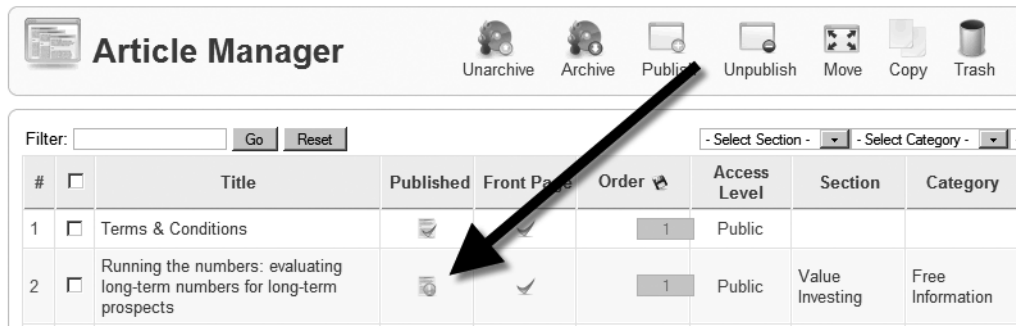 Article Manager
Unarchive Archive Publish Unpublish Move Copy Trash
Filter: Go Reset - Select Section - - Select Category -
# Title Published Front Page Order Access Level Section Category
1 Terms & Conditions 1 Public
2 Running the numbers: evaluating long-term numbers for long-term prospects 1 Public Value Investing Free Information